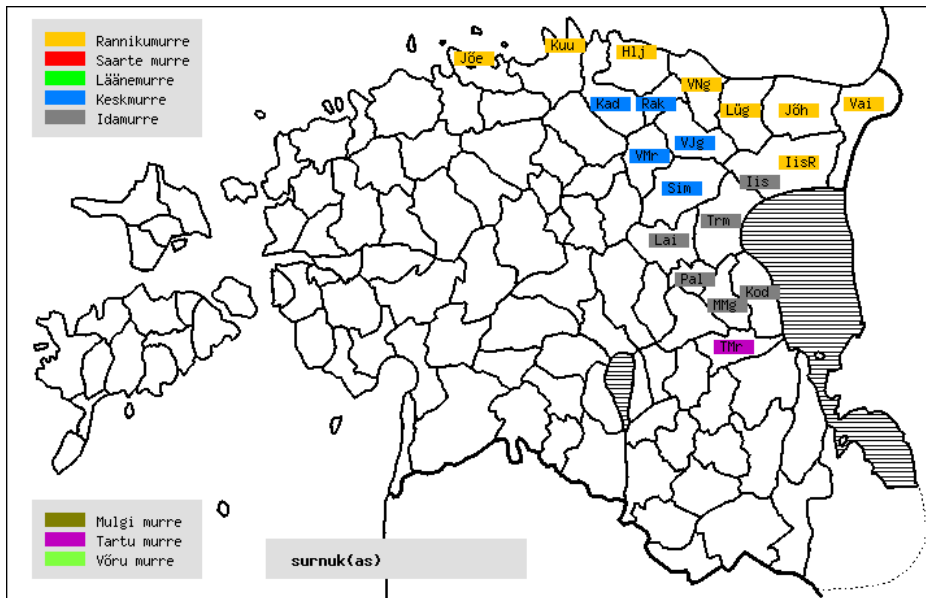 Rannikumurre
Saarte murre
Läänemurre
Keskmurre
Idamurre
Jõe
Kuu
Hlj
VNg
Kad
Rak
Lüg
Jõh
Vai
VJg
VMr
IisR
Sim
Iis
Trm
Lai
Pal
Kod
MMg
TMr
Mulgi murre
Tartu murre
Võru murre
surnuk(as)